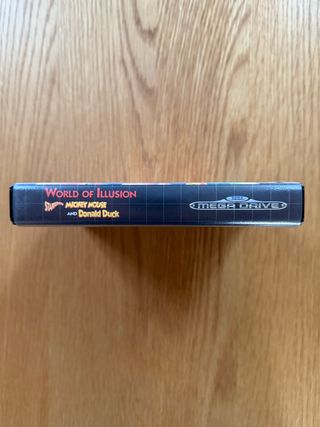 WORLD OF ILLUSION
STARRING MICKEY MOUSE
AND Donald Duck
SEGA
MEGA DRIVE